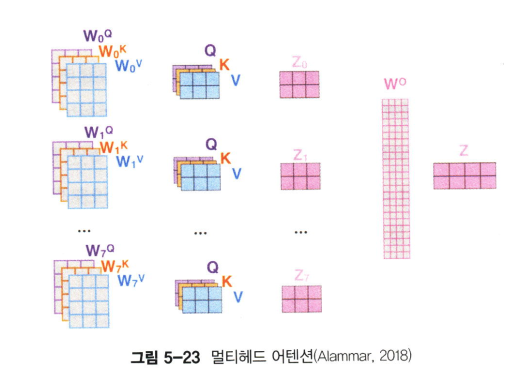 W₀Q
W₀K
W₀V
Q
K
V
Z₀
W₁Q
W₁K
W₁V
Q
K
V
Z₁
...
...
...
W₇Q
W₇K
W₇V
Q
K
V
Z₇
WO
Z
그림 5-23 멀티헤드 어텐션(Alammar, 2018)